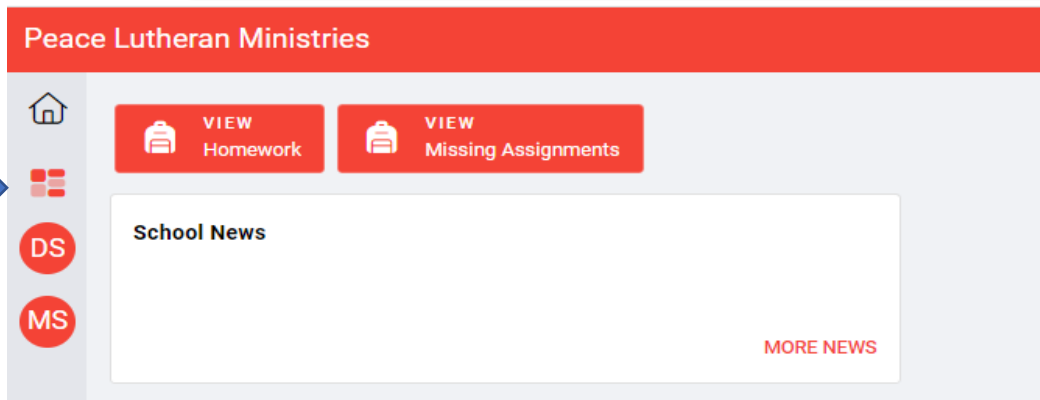 Peace Lutheran Ministries
VIEW
Homework
VIEW
Missing Assignments
DS
School News
MS
MORE NEWS